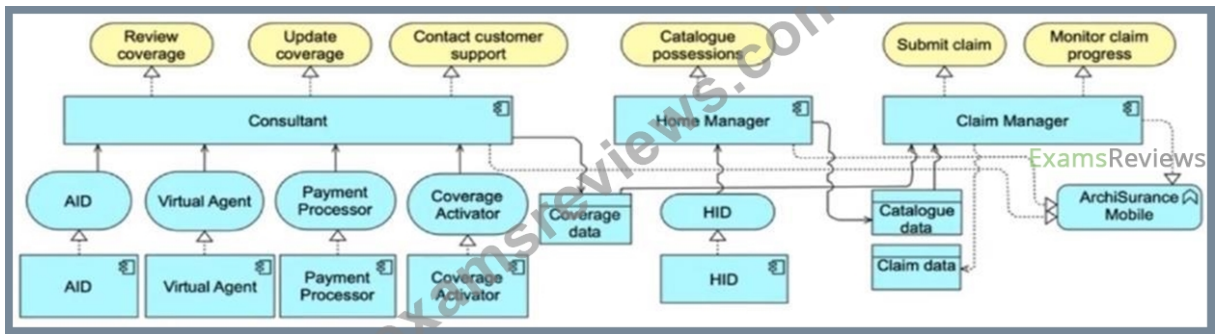 Review
coverage
Update
coverage
Contact customer
support
Catalogue
possessions
Submit claim
Monitor claim
progress
Consultant
Home Manager
Claim Manager
ExamsReviews
AID
Virtual Agent
Payment
Processor
Coverage
Activator
Coverage
data
HID
Catalogue
data
ArchiSurance
Mobile
Claim data
AID
Virtual Agent
Payment
Processor
Coverage
Activator
HID
examsreviews.com